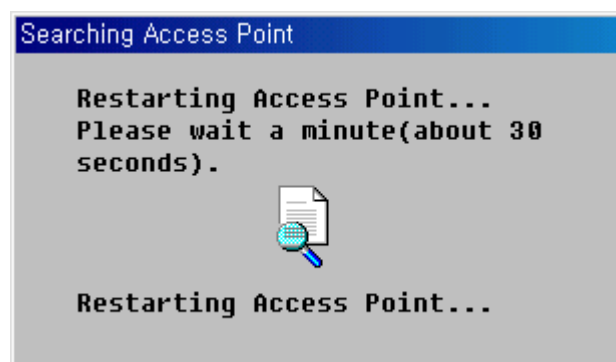 Searching Access Point
Restarting Access Point...
Please wait a minute(about 30
seconds).
Restarting Access Point...